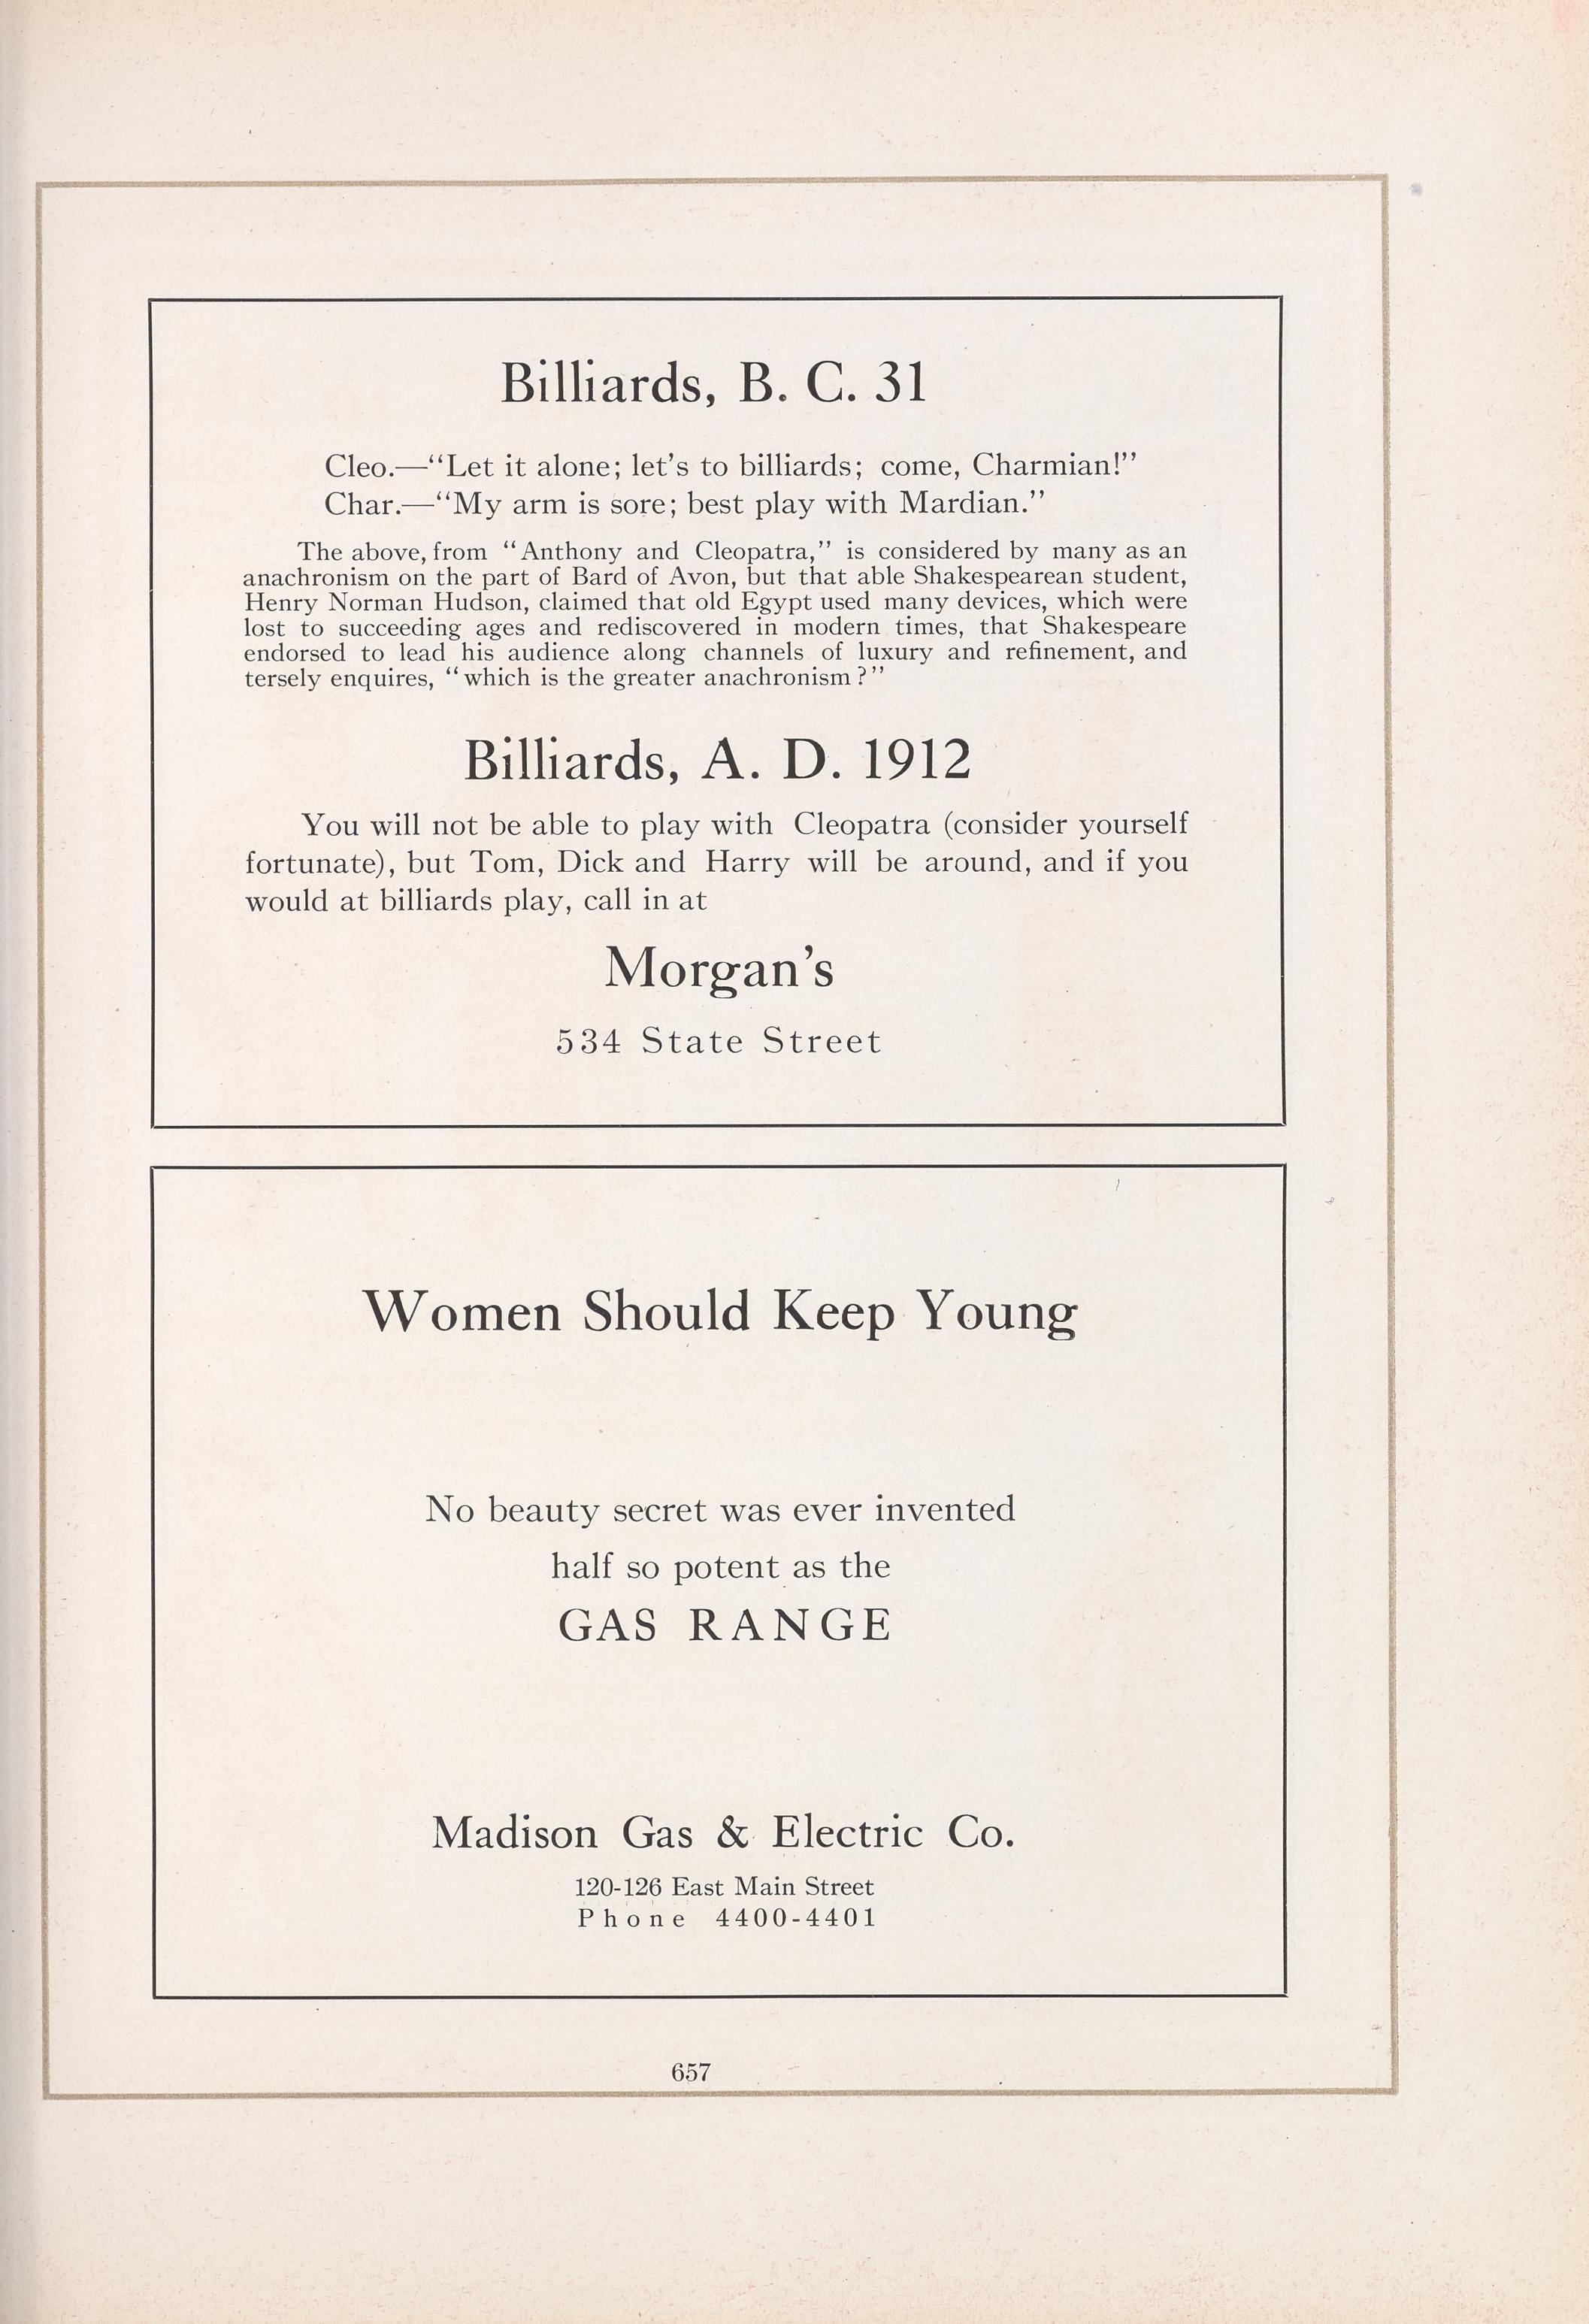 Billiards, B. C. 31
Cleo.—“Let it alone; let’s to billiards; come, Charmian!”
Char.—“My arm is sore; best play with Mardian.”
The above, from “Anthony and Cleopatra,” is considered by many as an
anachronism on the part of Bard of Avon, but that able Shakespearean student,
Henry Norman Hudson, claimed that old Egypt used many devices, which were
lost to succeeding ages and rediscovered in modern times, that Shakespeare
endorsed to lead his audience along channels of luxury and refinement, and
tersely enquires, “which is the greater anachronism?”
Billiards, A. D. 1912
You will not be able to play with Cleopatra (consider yourself
fortunate), but Tom, Dick and Harry will be around, and if you
would at billiards play, call in at
Morgan’s
534 State Street
Women Should Keep Young
No beauty secret was ever invented
half so potent as the
GAS RANGE
Madison Gas & Electric Co.
120-126 East Main Street
Phone 4400-4401
657